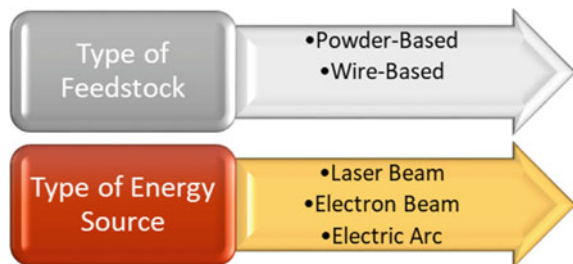 Type of
Feedstock
•Powder-Based
•Wire-Based
Type of Energy
Source
•Laser Beam
•Electron Beam
•Electric Arc